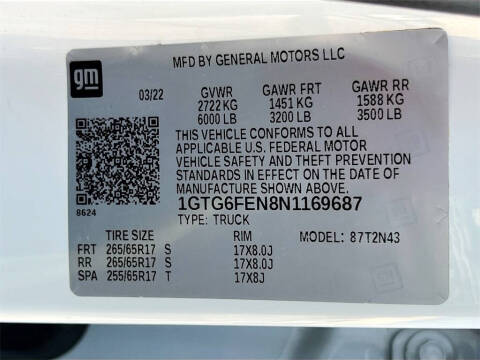 gm
MFD BY GENERAL MOTORS LLC
03/22 GVWR GAWR FRT GAWR RR
2722 KG 1451 KG 1588 KG
6000 LB 3200 LB 3500 LB
THIS VEHICLE CONFORMS TO ALL
APPLICABLE U.S. FEDERAL MOTOR
VEHICLE SAFETY AND THEFT PREVENTION
STANDARDS IN EFFECT ON THE DATE OF
MANUFACTURE SHOWN ABOVE.
8624 1GTG6FEN8N1169687
TYPE: TRUCK
TIRE SIZE RIM MODEL: 87T2N43
FRT 265/65R17 S 17X8.0J
RR 265/65R17 S 17X8.0J
SPA 255/65R17 T 17X8J